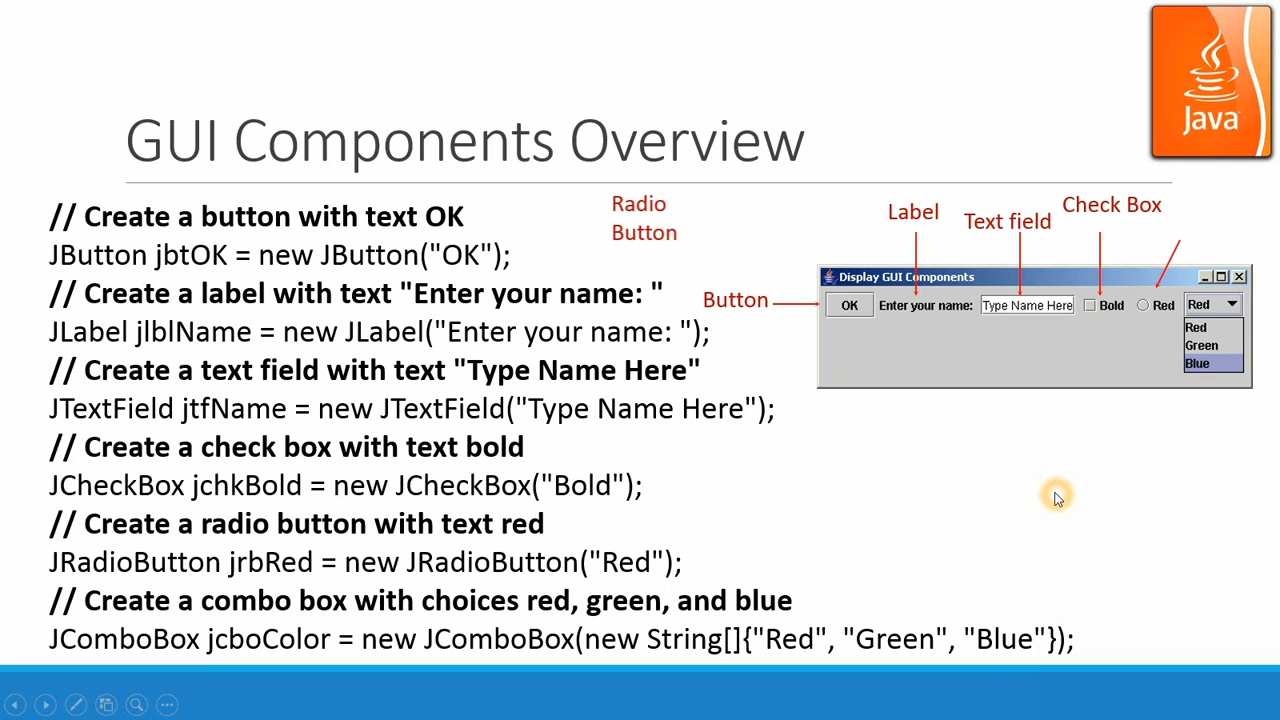 Java
GUI Components Overview
// Create a button with text OK
JButton jbtOK = new JButton("OK");
// Create a label with text "Enter your name: "
JLabel jlblName = new JLabel("Enter your name: ");
// Create a text field with text "Type Name Here"
JTextField jtfName = new JTextField("Type Name Here");
// Create a check box with text bold
JCheckBox jchkBold = new JCheckBox("Bold");
// Create a radio button with text red
JRadioButton jrbRed = new JRadioButton("Red");
// Create a combo box with choices red, green, and blue
JComboBox jcboColor = new JComboBox(new String[]{"Red", "Green", "Blue"});
Radio
Button
Label
Text field
Check Box
Button
Display GUI Components
OK Enter your name: Type Name Here Bold Red Red
Red
Green
Blue